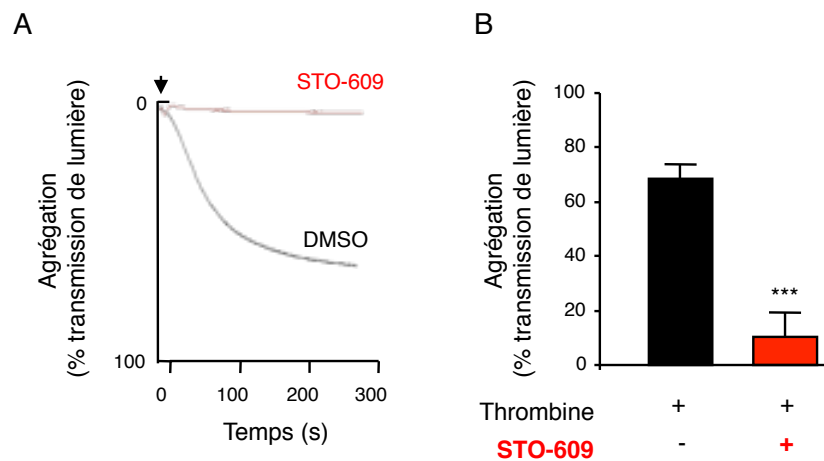 A
STO-609
0
DMSO
100
0 100 200 300
Temps (s)
Agrégation
(% transmission de lumière)
B
100
80
60
40
20
0
***
Agrégation
(% transmission de lumière)
Thrombine + +
STO-609 - +